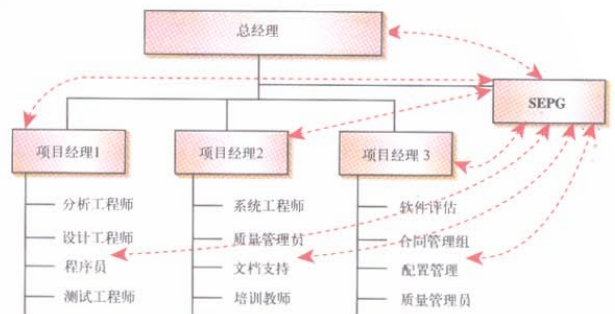 总经理
SEPG
项目经理1
项目经理2
项目经理 3
分析工程师
设计工程师
程序员
测试工程师
系统工程师
质量管理员
文档支持
培训教师
软件评估
合同管理组
配置管理
质量管理员